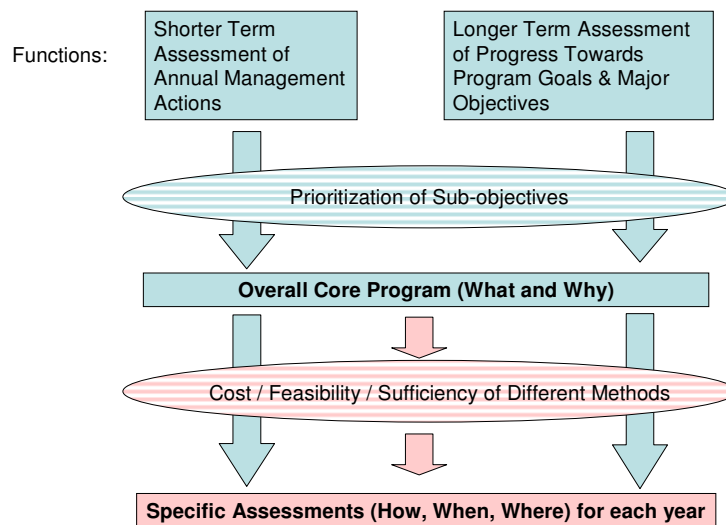 Functions:
Shorter Term
Assessment of
Annual Management
Actions
Longer Term Assessment
of Progress Towards
Program Goals & Major
Objectives
Prioritization of Sub-objectives
Overall Core Program (What and Why)
Cost / Feasibility / Sufficiency of Different Methods
Specific Assessments (How, When, Where) for each year